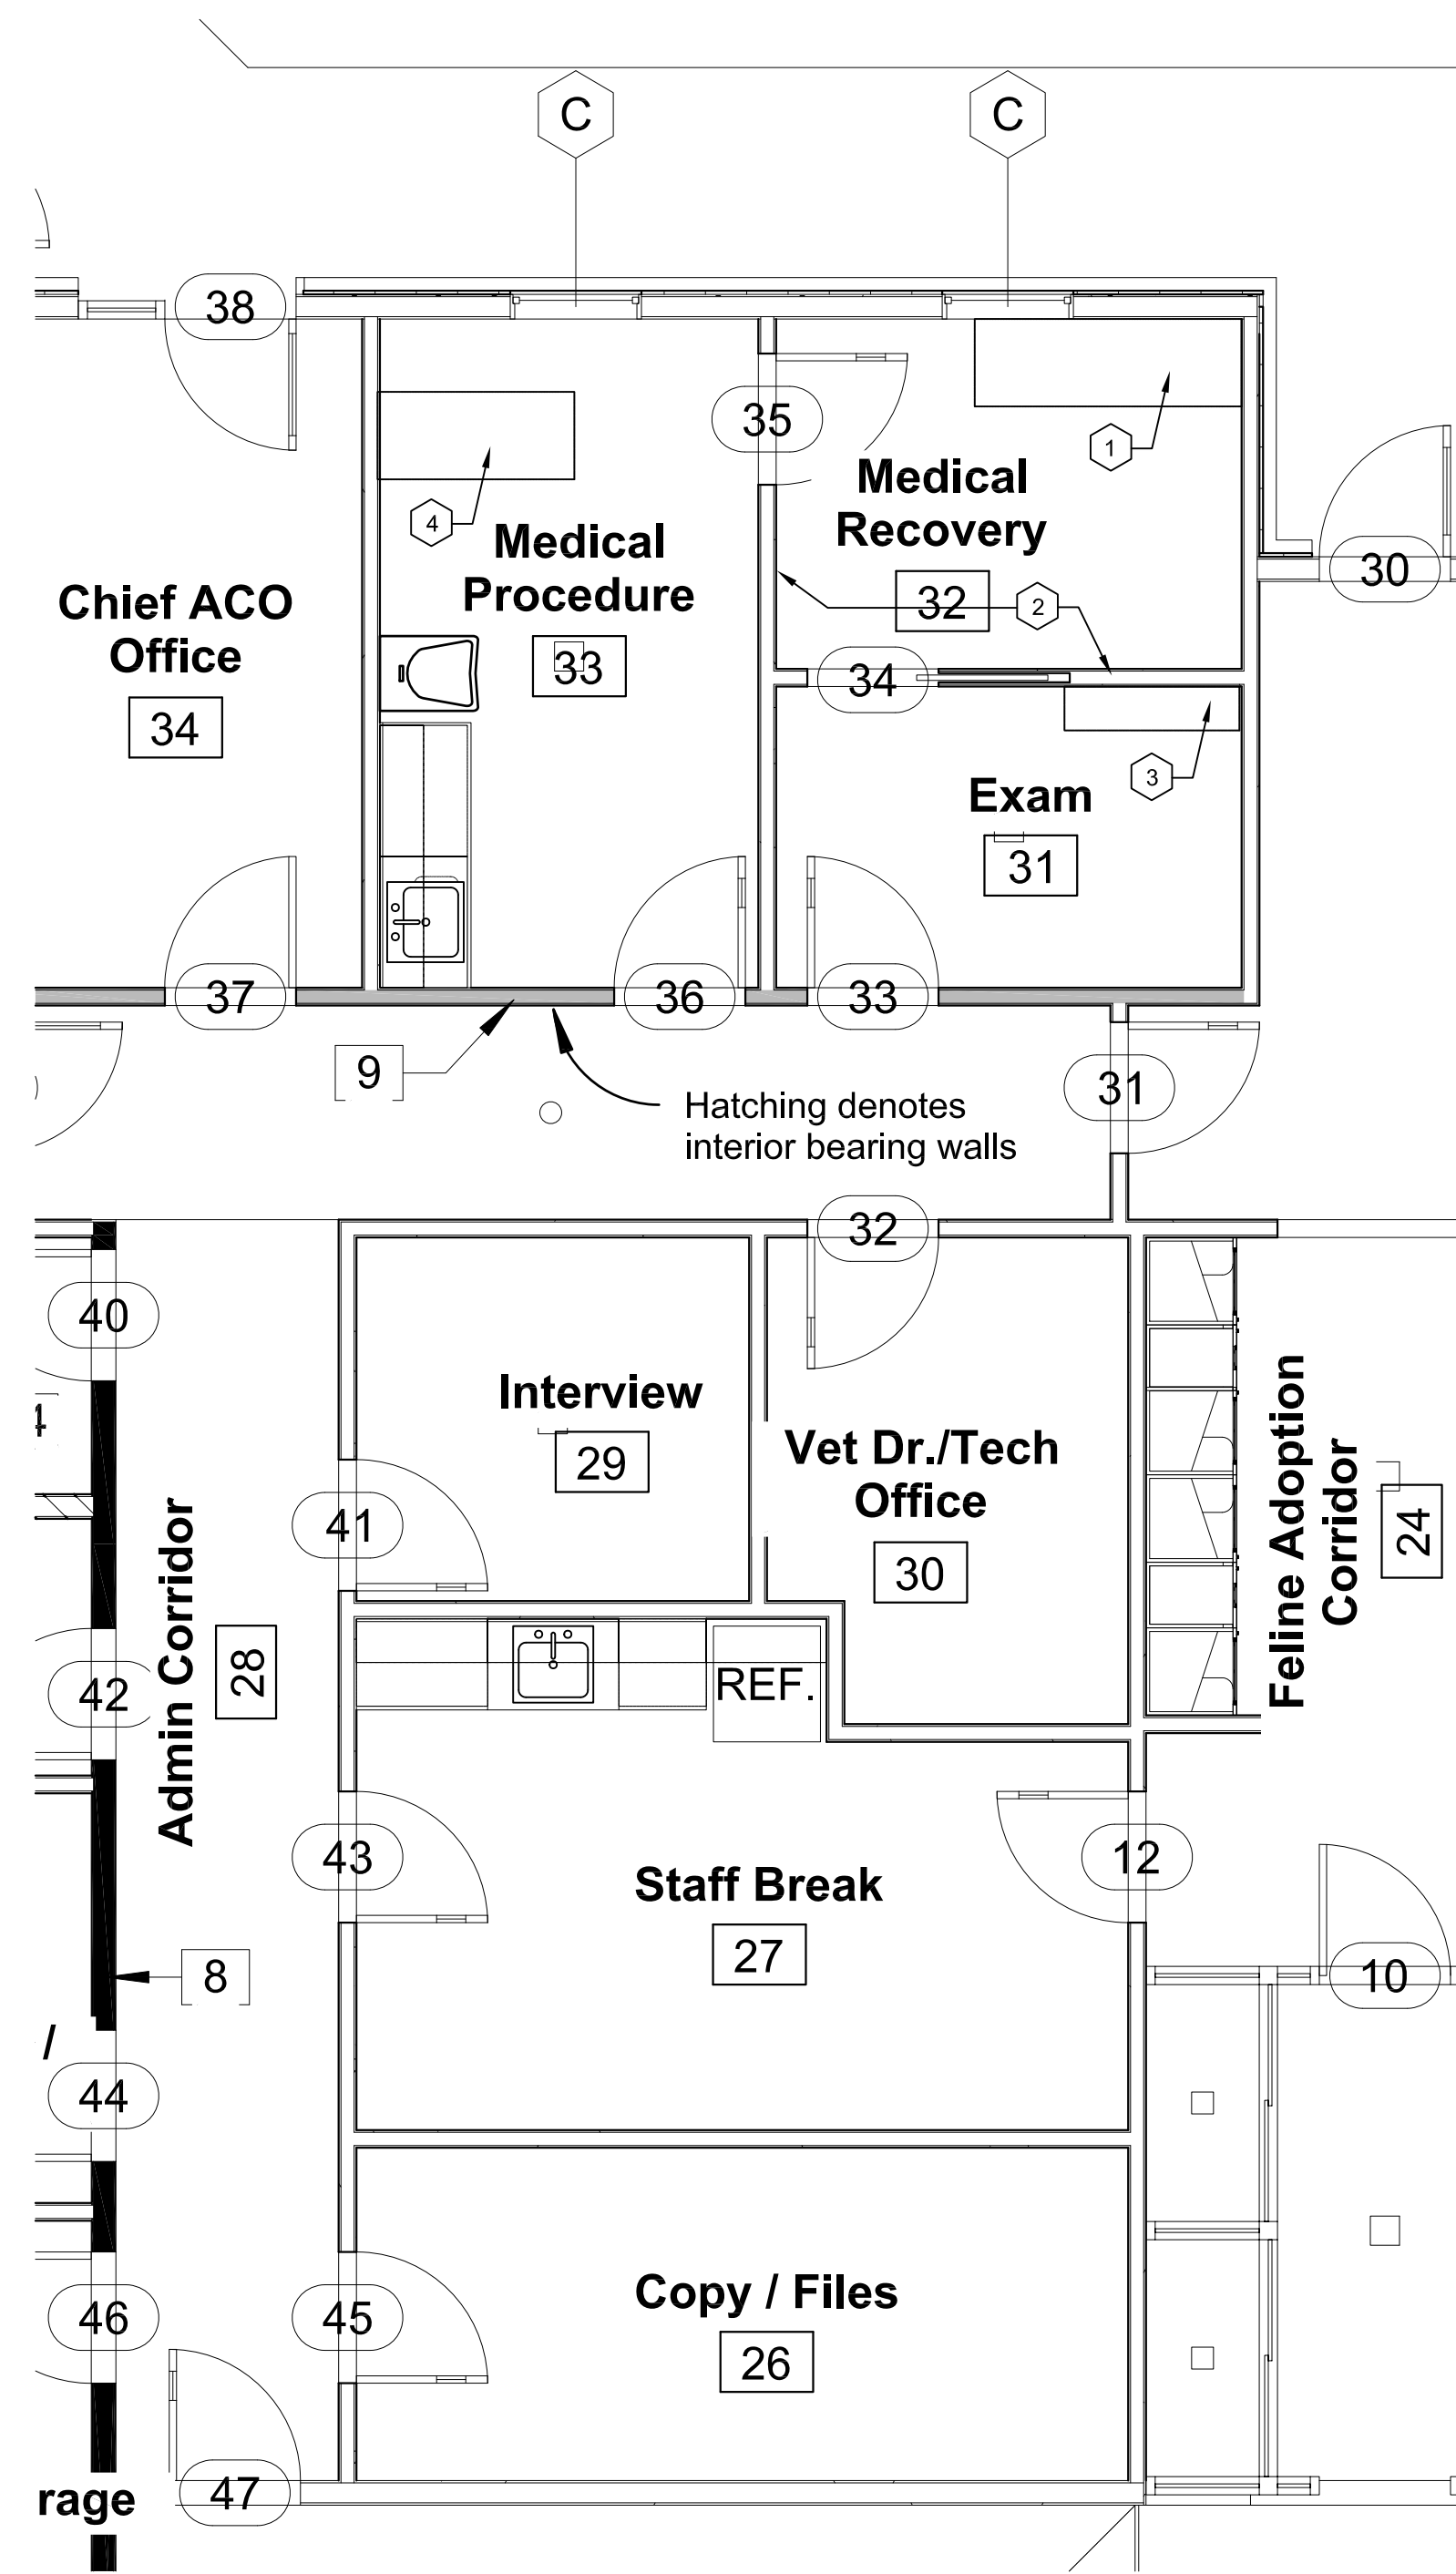 C
C
38
35
1
Medical
Recovery
4
Medical
Procedure
30
Chief ACO
Office
32
2
33
34
34
3
Exam
31
37
36
33
9
31
Hatching denotes
interior bearing walls
32
40
Interview
29
Vet Dr./Tech
Office
30
Feline Adoption
Corridor
24
41
Admin Corridor
28
42
REF.
43
12
Staff Break
27
8
10
/
44
Copy / Files
26
46
45
47
rage